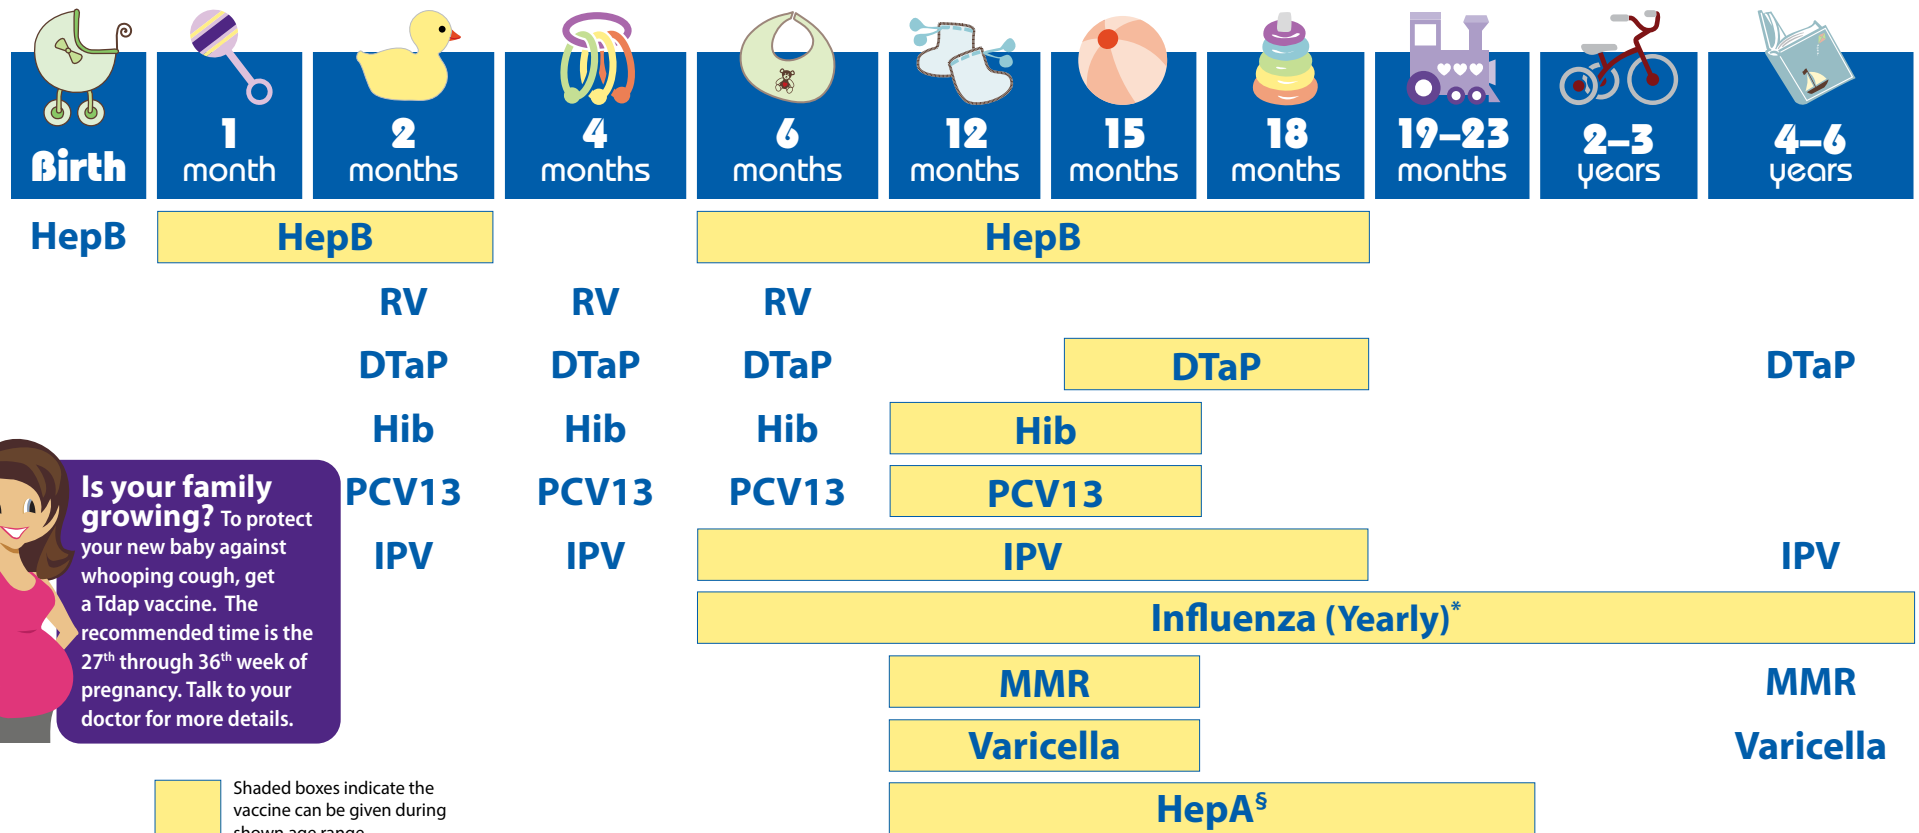 Birth
1
month
2
months
4
months
6
months
12
months
15
months
18
months
19–23
months
2–3
years
4–6
years
HepB HepB HepB
RV RV RV
DTaP DTaP DTaP DTaP DTaP
Hib Hib Hib Hib
PCV13 PCV13 PCV13 PCV13
IPV IPV IPV IPV
Influenza (Yearly)*
MMR MMR
Varicella Varicella
HepA§
Is your family
growing? To protect
your new baby against
whooping cough, get
a Tdap vaccine. The
recommended time is the
27th through 36th week of
pregnancy. Talk to your
doctor for more details.
Shaded boxes indicate the
vaccine can be given during
shown age range.